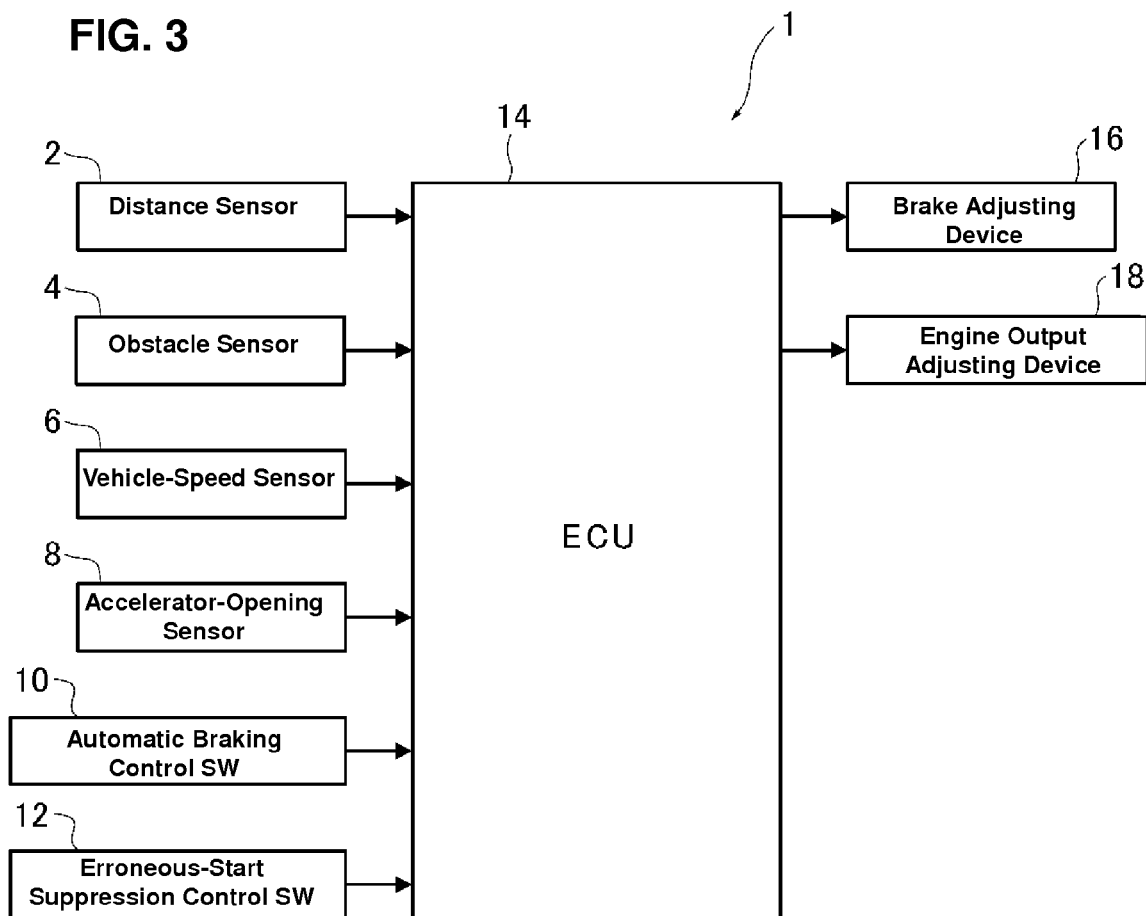 FIG. 3
1
14
2
Distance Sensor
16
Brake Adjusting
Device
4
Obstacle Sensor
18
Engine Output
Adjusting Device
6
Vehicle-Speed Sensor
ECU
8
Accelerator-Opening
Sensor
10
Automatic Braking
Control SW
12
Erroneous-Start
Suppression Control SW